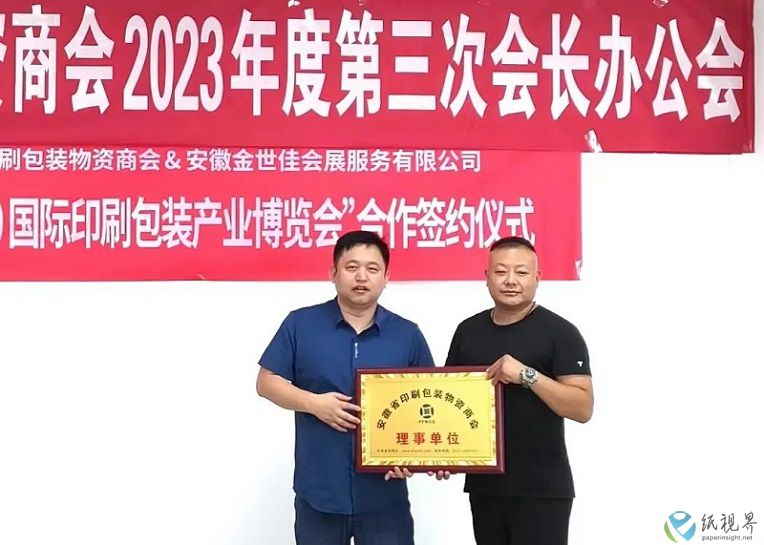 商会2023年度第三次会长办公会
刷包装物资商会&安徽金世佳会展服务有限公司
）国际印刷包装产业博览会”合作签约仪式
安徽省印刷包装物资商会
理事单位
纸视界
paperinsight.net